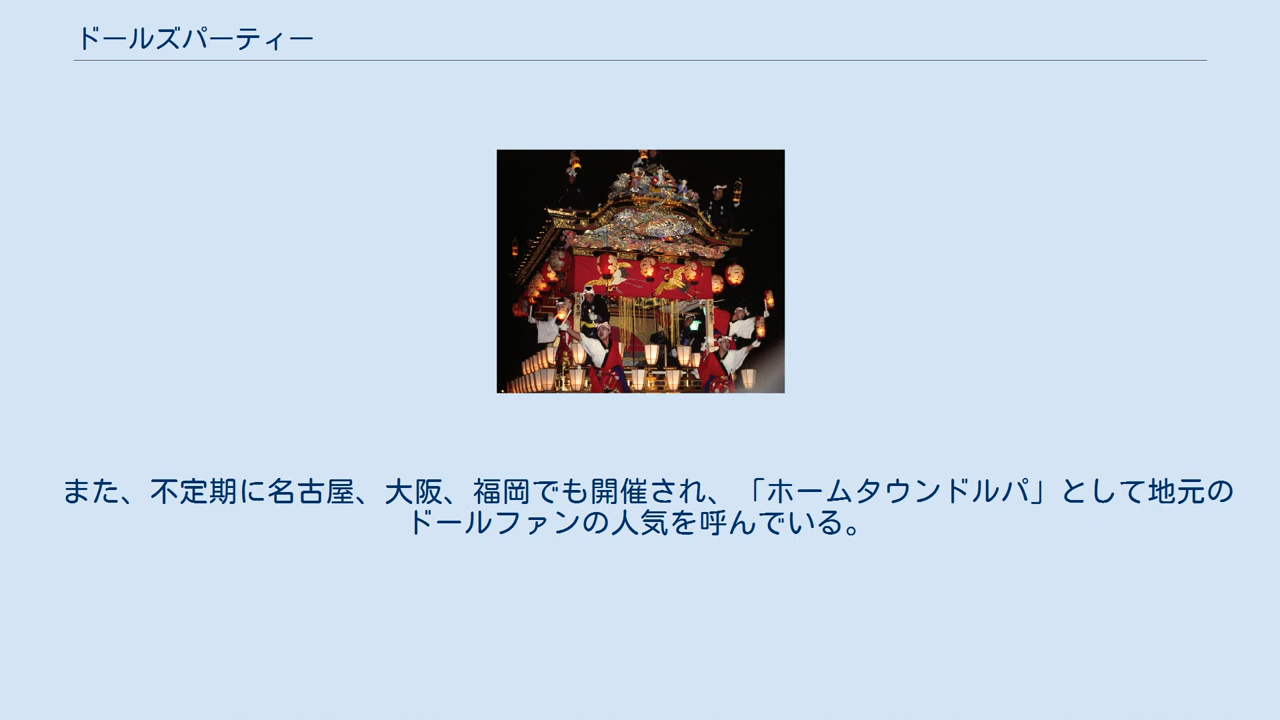 ドールズパーティー
また、不定期に名古屋、大阪、福岡でも開催され、「ホームタウンドルパ」として地元の
ドールファンの人気を呼んでいる。